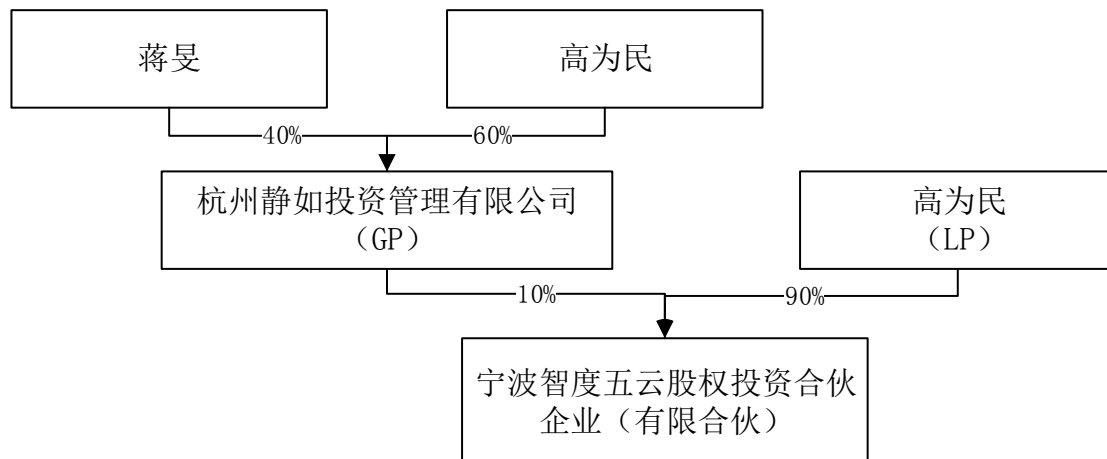 蒋旻
高为民
40%
60%
杭州静如投资管理有限公司
（GP）
高为民
（LP）
10%
90%
宁波智度五云股权投资合伙
企业（有限合伙）